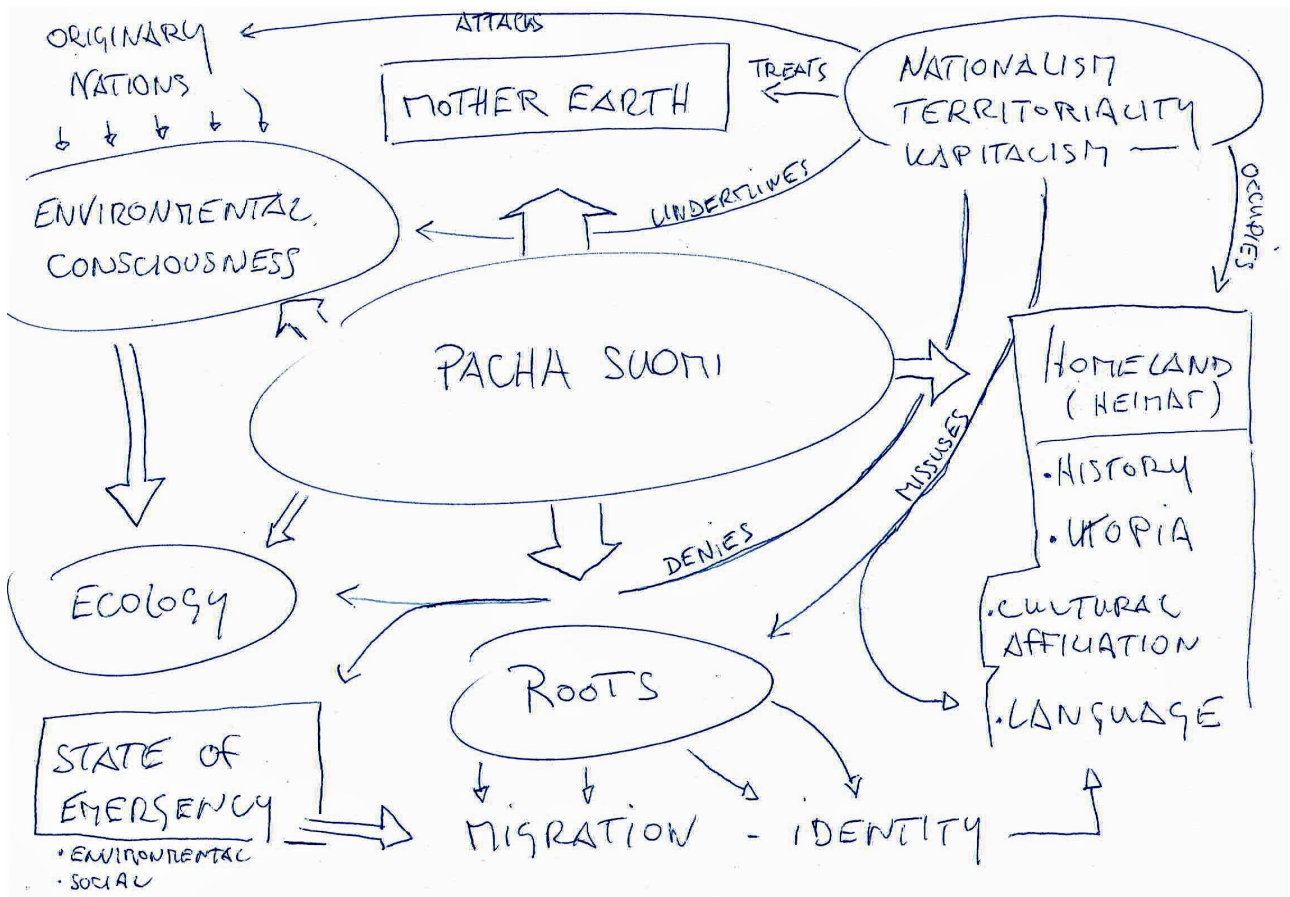 ORIGINARY
NATIONS
ATTACKS
MOTHER EARTH
TREATS
NATIONALISM
TERRITORIALITY
KAPITALISM
UNDERMINES
OCCUPIES
ENVIRONMENTAL
CONSCIOUSNESS
PACHA SUOMI
HOMELAND
(HEIMAT)
• HISTORY
• UTOPiA
• CULTURAL
AFFILIATION
• LANGUAGE
MISSUSES
DENiES
ECOlOGY
ROOTS
STATE OF
EMERGENCY
• ENVIRONMENTAL
• SOCIAL
MiGRATION - iDENTITY